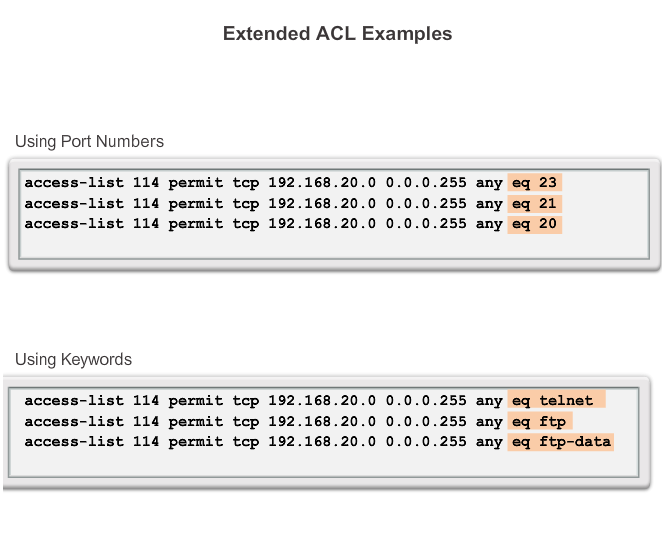 Extended ACL Examples
Using Port Numbers
access-list 114 permit tcp 192.168.20.0 0.0.0.255 any eq 23
access-list 114 permit tcp 192.168.20.0 0.0.0.255 any eq 21
access-list 114 permit tcp 192.168.20.0 0.0.0.255 any eq 20
Using Keywords
access-list 114 permit tcp 192.168.20.0 0.0.0.255 any eq telnet
access-list 114 permit tcp 192.168.20.0 0.0.0.255 any eq ftp
access-list 114 permit tcp 192.168.20.0 0.0.0.255 any eq ftp-data